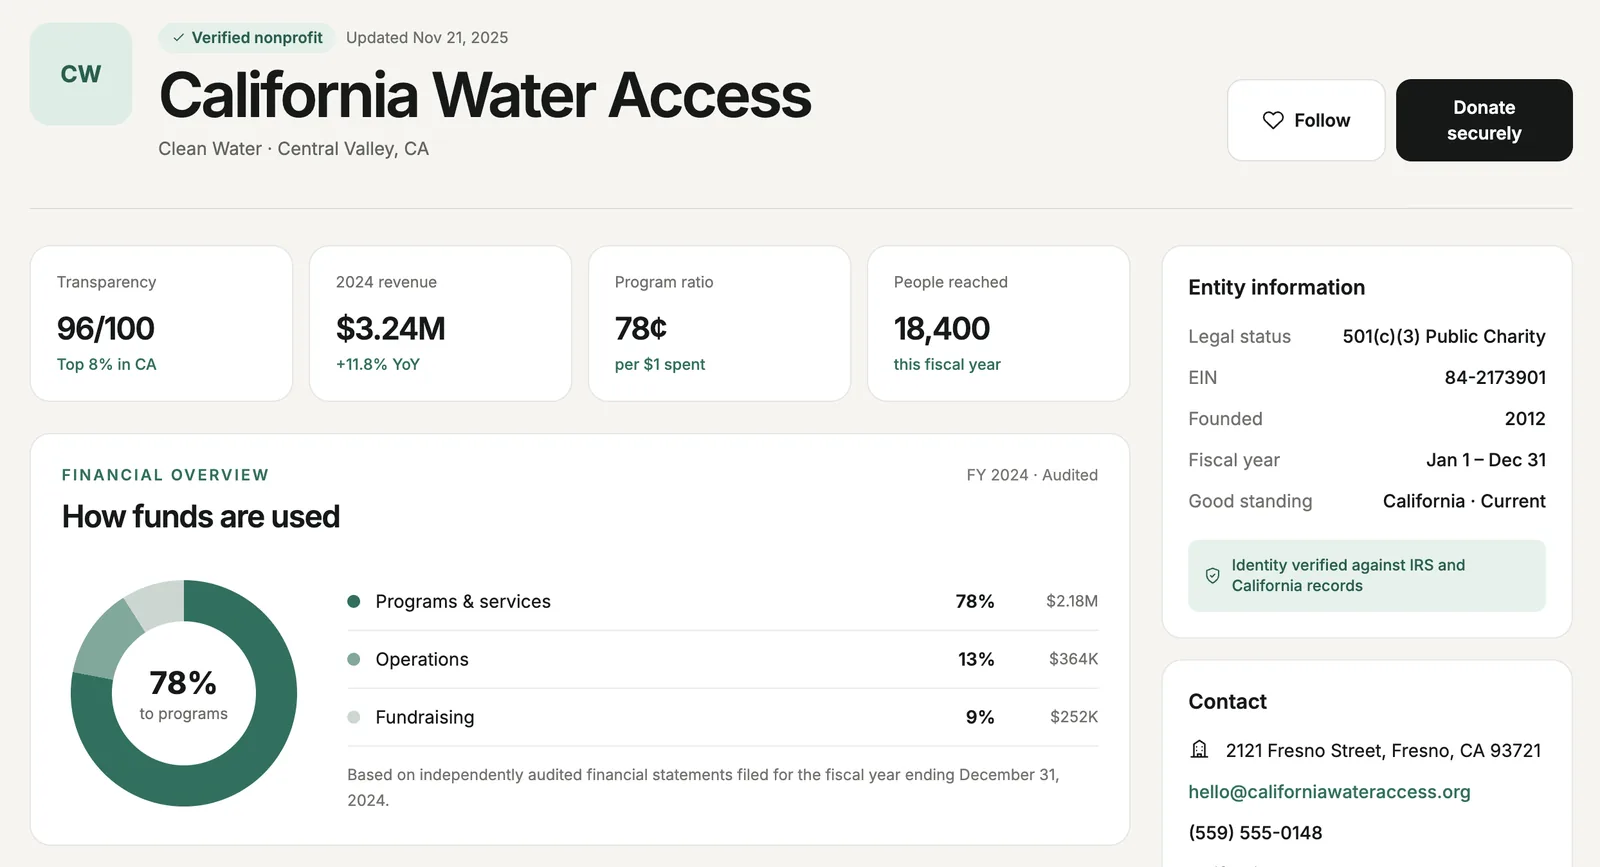 CW
Verified nonprofit
Updated Nov 21, 2025
California Water Access
Clean Water · Central Valley, CA
Follow
Donate
securely
Transparency
96/100
Top 8% in CA
2024 revenue
$3.24M
+11.8% YoY
Program ratio
78¢
per $1 spent
People reached
18,400
this fiscal year
FINANCIAL OVERVIEW
FY 2024 · Audited
How funds are used
78%
to programs
Programs & services 78% $2.18M
Operations 13% $364K
Fundraising 9% $252K
Based on independently audited financial statements filed for the fiscal year ending December 31,
2024.
Entity information
Legal status 501(c)(3) Public Charity
EIN 84-2173901
Founded 2012
Fiscal year Jan 1 – Dec 31
Good standing California · Current
Identity verified against IRS and
California records
Contact
2121 Fresno Street, Fresno, CA 93721
hello@californiawateraccess.org
(559) 555-0148